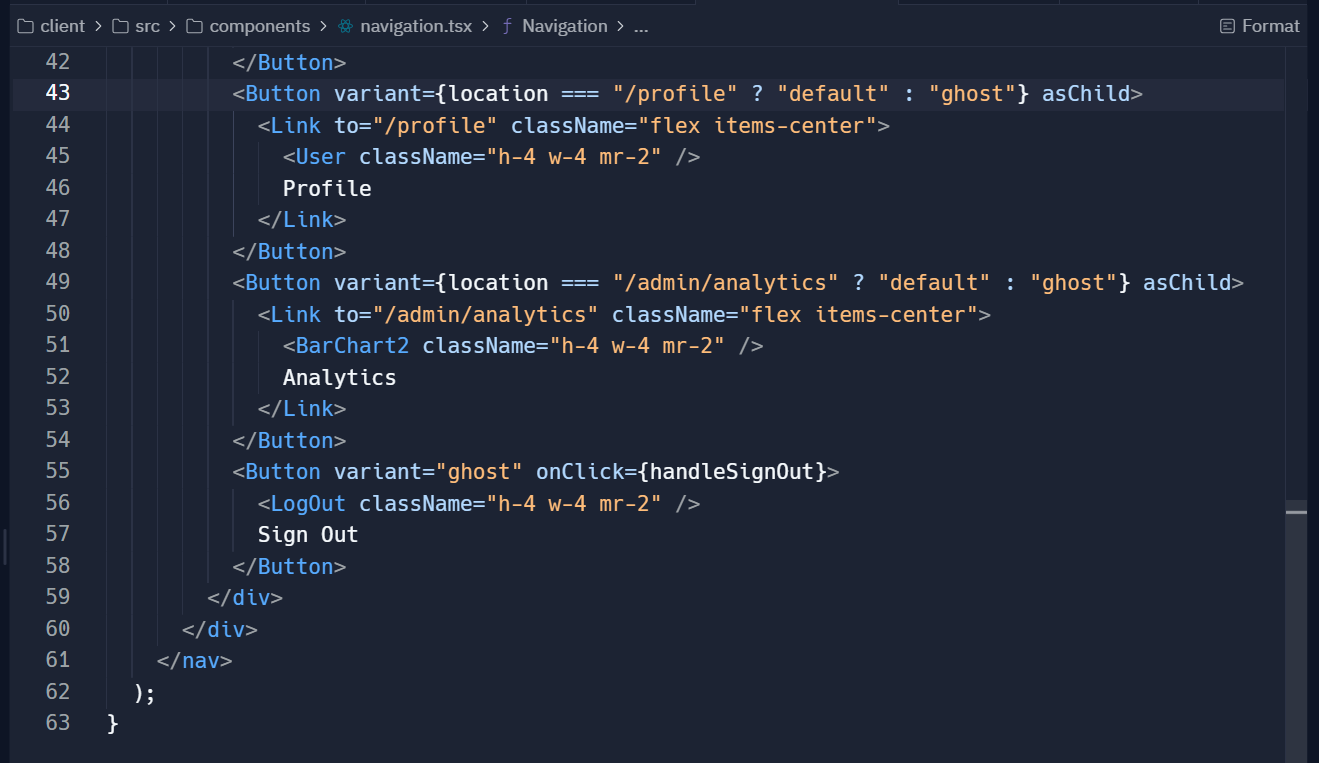 client > src > components > navigation.tsx > ƒ Navigation > ... Format
42 </Button>
43 <Button variant={location === "/profile" ? "default" : "ghost"} asChild>
44 <Link to="/profile" className="flex items-center">
45 <User className="h-4 w-4 mr-2" />
46 Profile
47 </Link>
48 </Button>
49 <Button variant={location === "/admin/analytics" ? "default" : "ghost"} asChild>
50 <Link to="/admin/analytics" className="flex items-center">
51 <BarChart2 className="h-4 w-4 mr-2" />
52 Analytics
53 </Link>
54 </Button>
55 <Button variant="ghost" onClick={handleSignOut}>
56 <LogOut className="h-4 w-4 mr-2" />
57 Sign Out
58 </Button>
59 </div>
60 </div>
61 </nav>
62 );
63 }